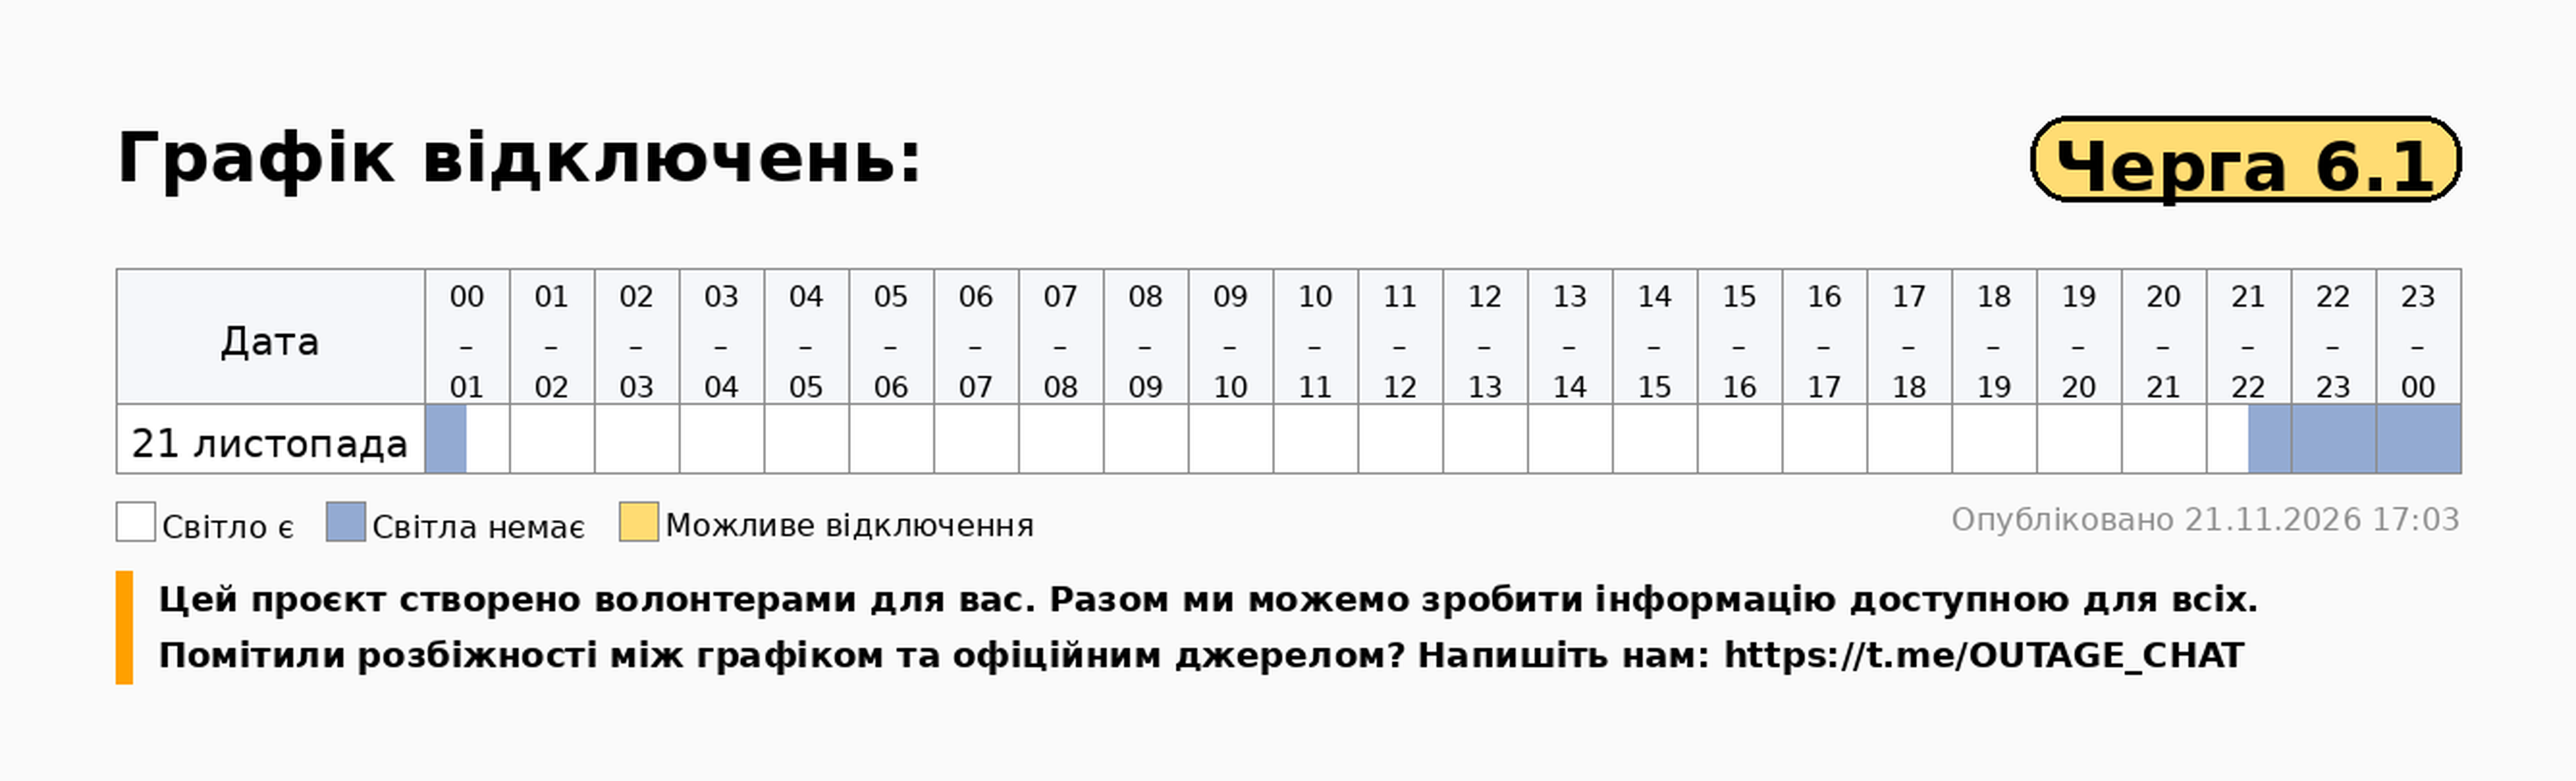 Графік відключень:
Черга 6.1
Дата
00 – 01
01 – 02
02 – 03
03 – 04
04 – 05
05 – 06
06 – 07
07 – 08
08 – 09
09 – 10
10 – 11
11 – 12
12 – 13
13 – 14
14 – 15
15 – 16
16 – 17
17 – 18
18 – 19
19 – 20
20 – 21
21 – 22
22 – 23
23 – 00
21 листопада
Світло є
Світла немає
Можливе відключення
Опубліковано 21.11.2026 17:03
Цей проєкт створено волонтерами для вас. Разом ми можемо зробити інформацію доступною для всіх.
Помітили розбіжності між графіком та офіційним джерелом? Напишіть нам: https://t.me/OUTAGE_CHAT